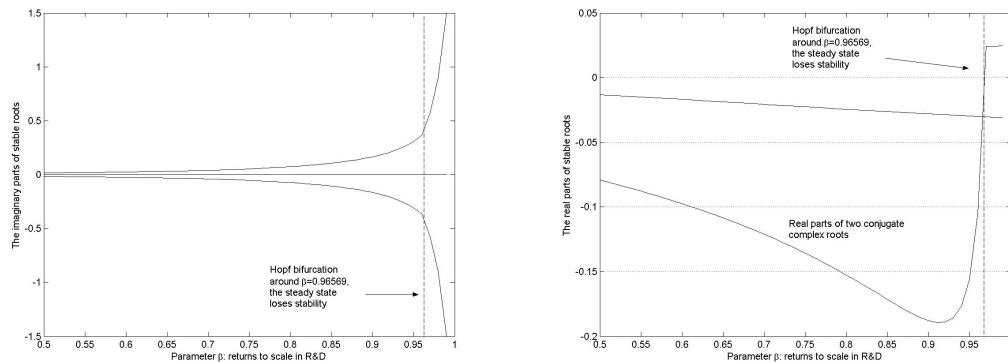 1.5
1
0.5
0
-0.5
-1
-1.5
The imaginary parts of stable roots
Hopf bifurcation
around β=0.96569,
the steady state
loses stability
0.5 0.55 0.6 0.65 0.7 0.75 0.8 0.85 0.9 0.95 1
Parameter β: returns to scale in R&D
0.05
0
-0.05
-0.1
-0.15
-0.2
The real parts of stable roots
Hopf bifurcation
around β=0.96569,
the steady state
loses stability
Real parts of two conjugate
complex roots
0.5 0.55 0.6 0.65 0.7 0.75 0.8 0.85 0.9 0.95
Parameter β: returns to scale in R&D